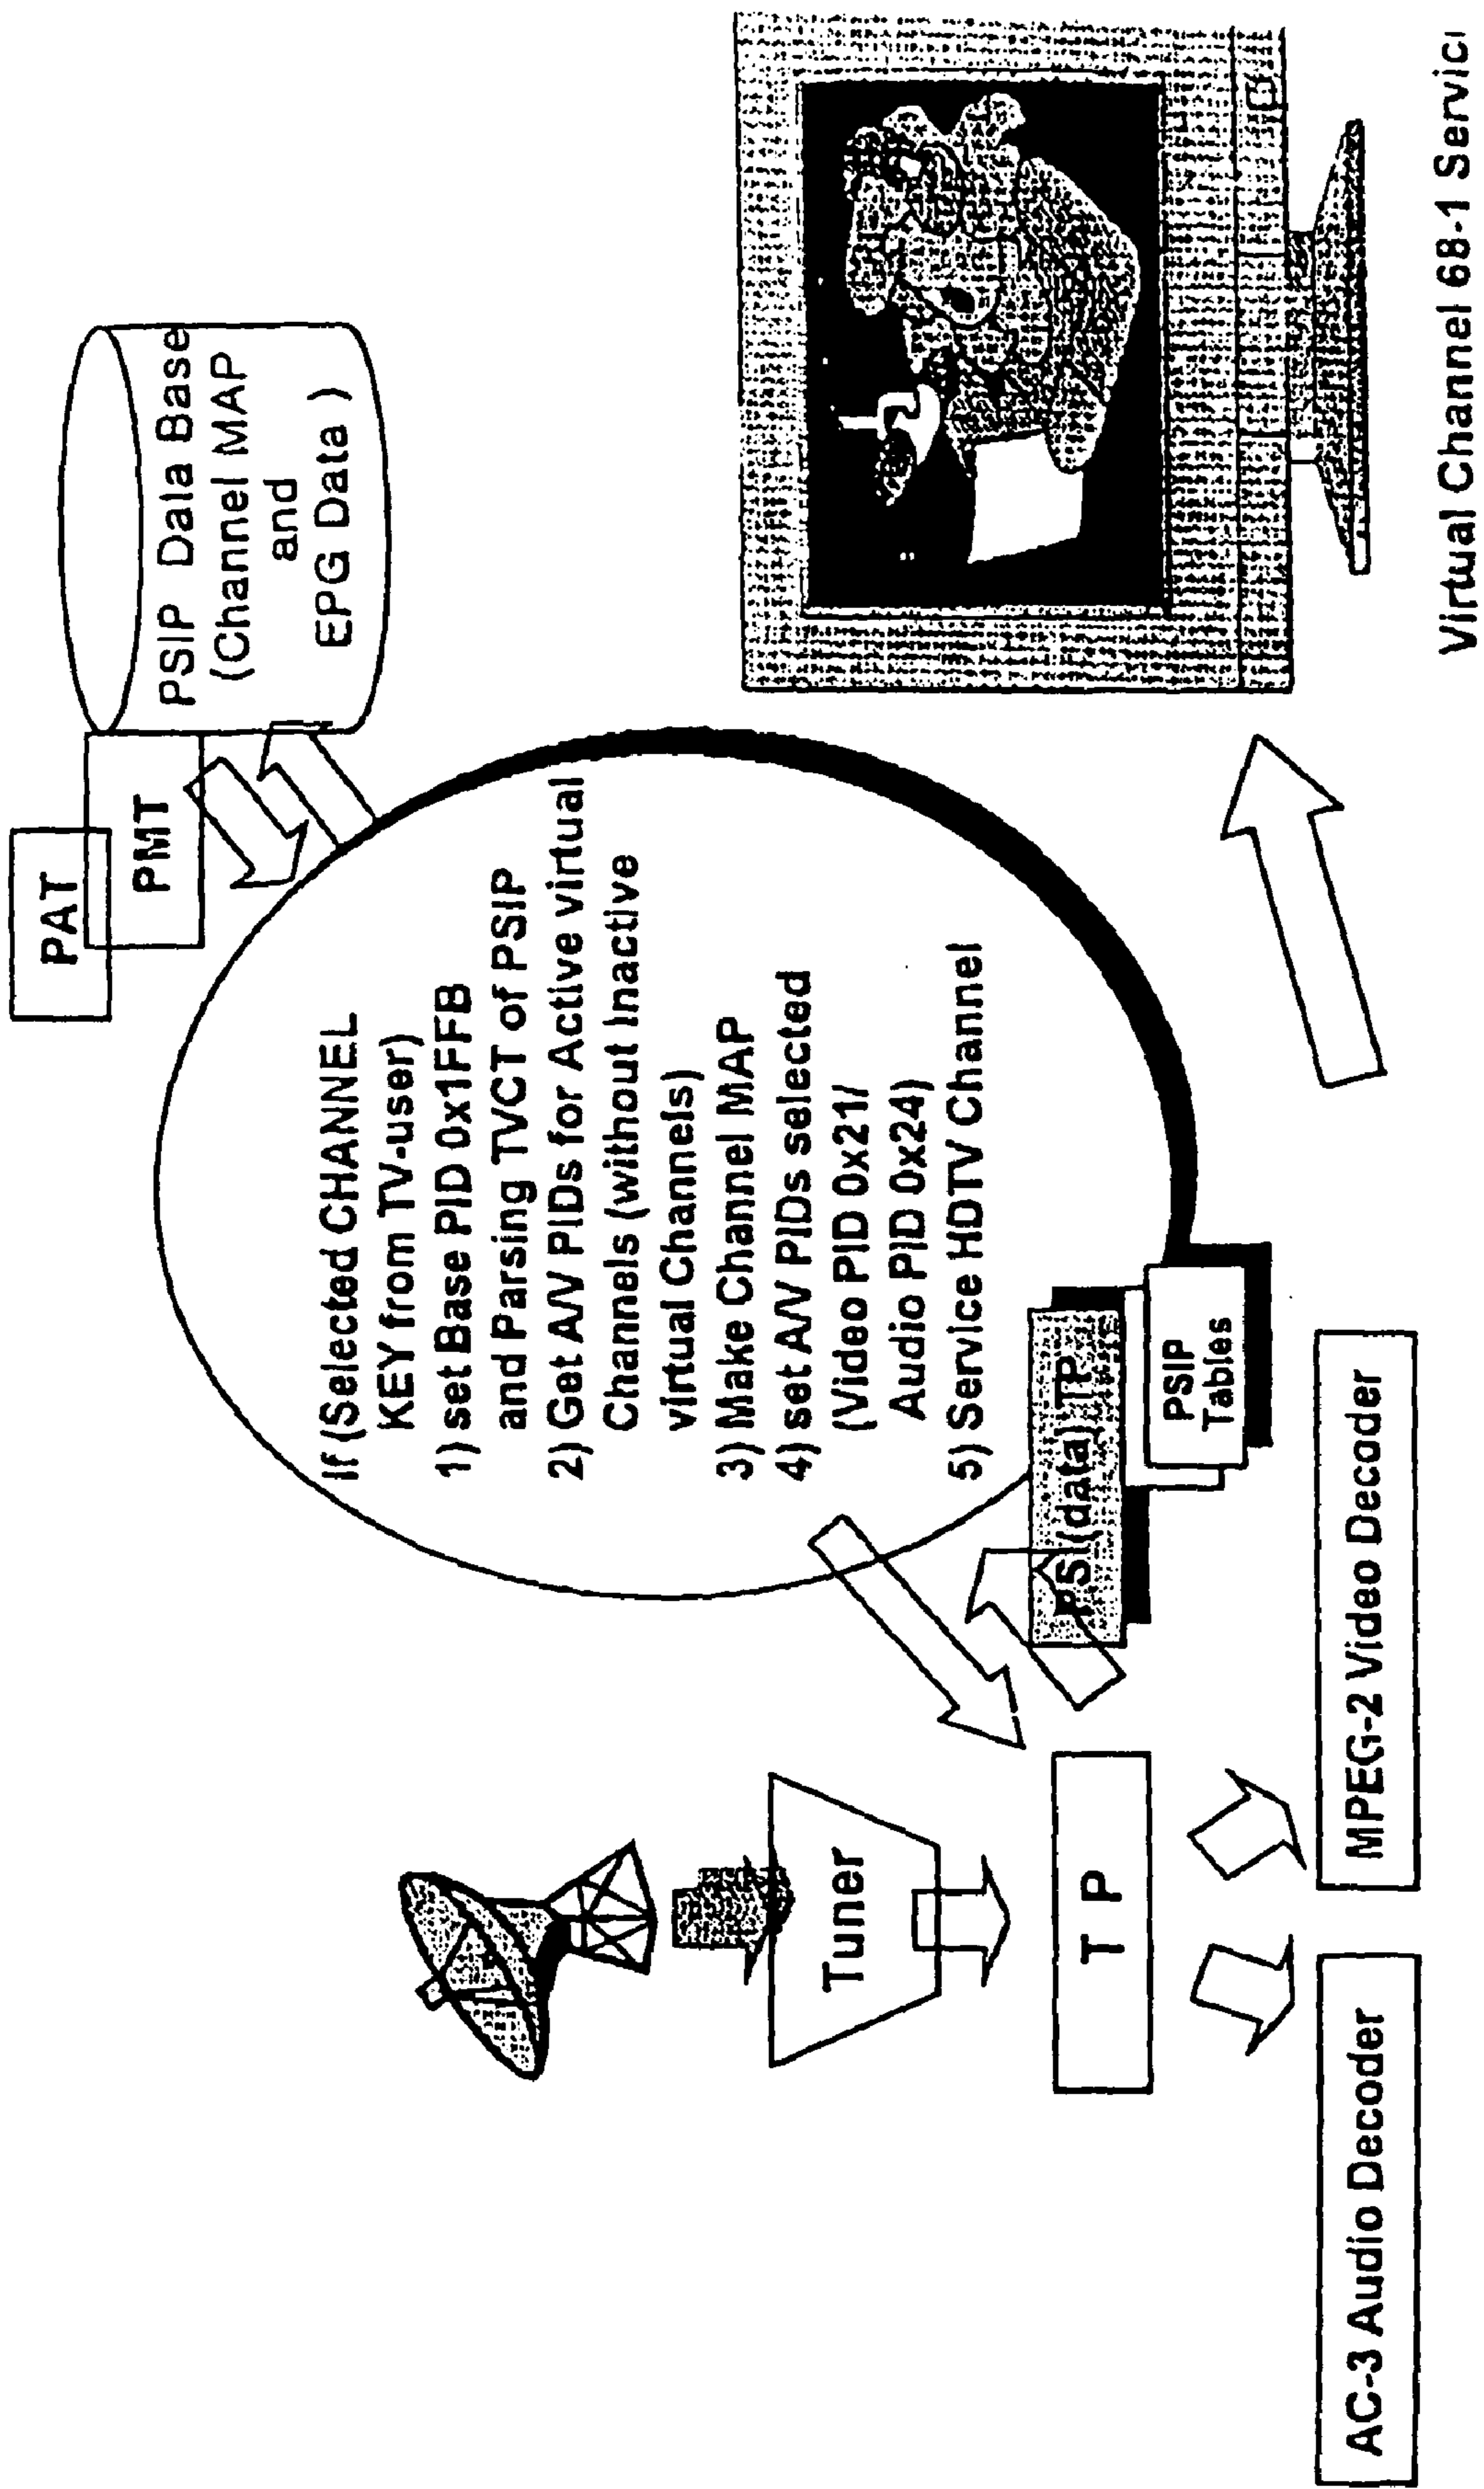 PAT
PMT
PSIP Data Base
(Channel MAP
and
EPG Data )
If (Selected CHANNEL
KEY from TV-user)
1) set Base PID 0x1FFB
and Parsing TVCT of PSIP
2) Get A/V PIDs for Active virtual
Channels (without Inactive
virtual Channels)
3) Make Channel MAP
4) set A/V PIDs selected
(Video PID 0x21/
Audio PID 0x24)
5) Service HDTV Channel
Tuner
T P
PSI(data) TP
PSIP
Tables
AC-3 Audio Decoder
MPEG-2 Video Decoder
Virtual Channel 68-1 Servic